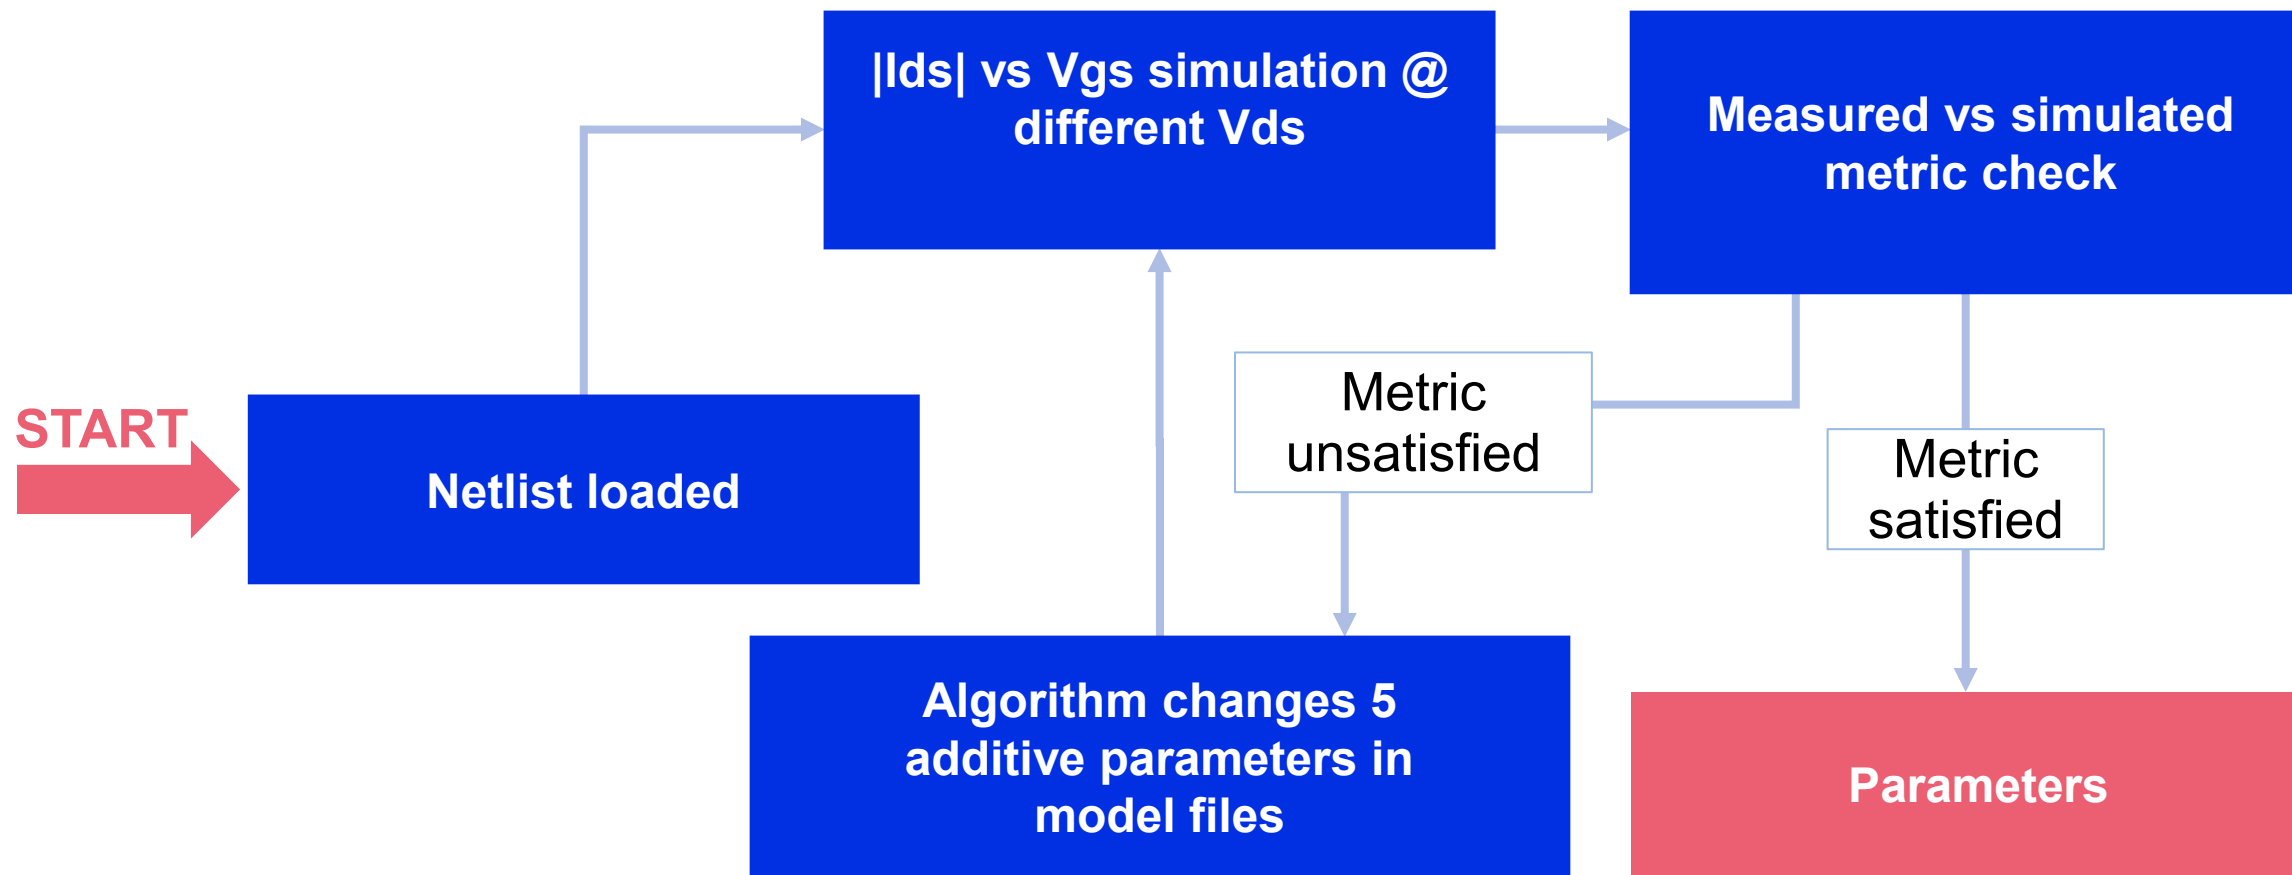 |Ids| vs Vgs simulation @
different Vds
Measured vs simulated
metric check
START
Netlist loaded
Metric
unsatisfied
Metric
satisfied
Algorithm changes 5
additive parameters in
model files
Parameters